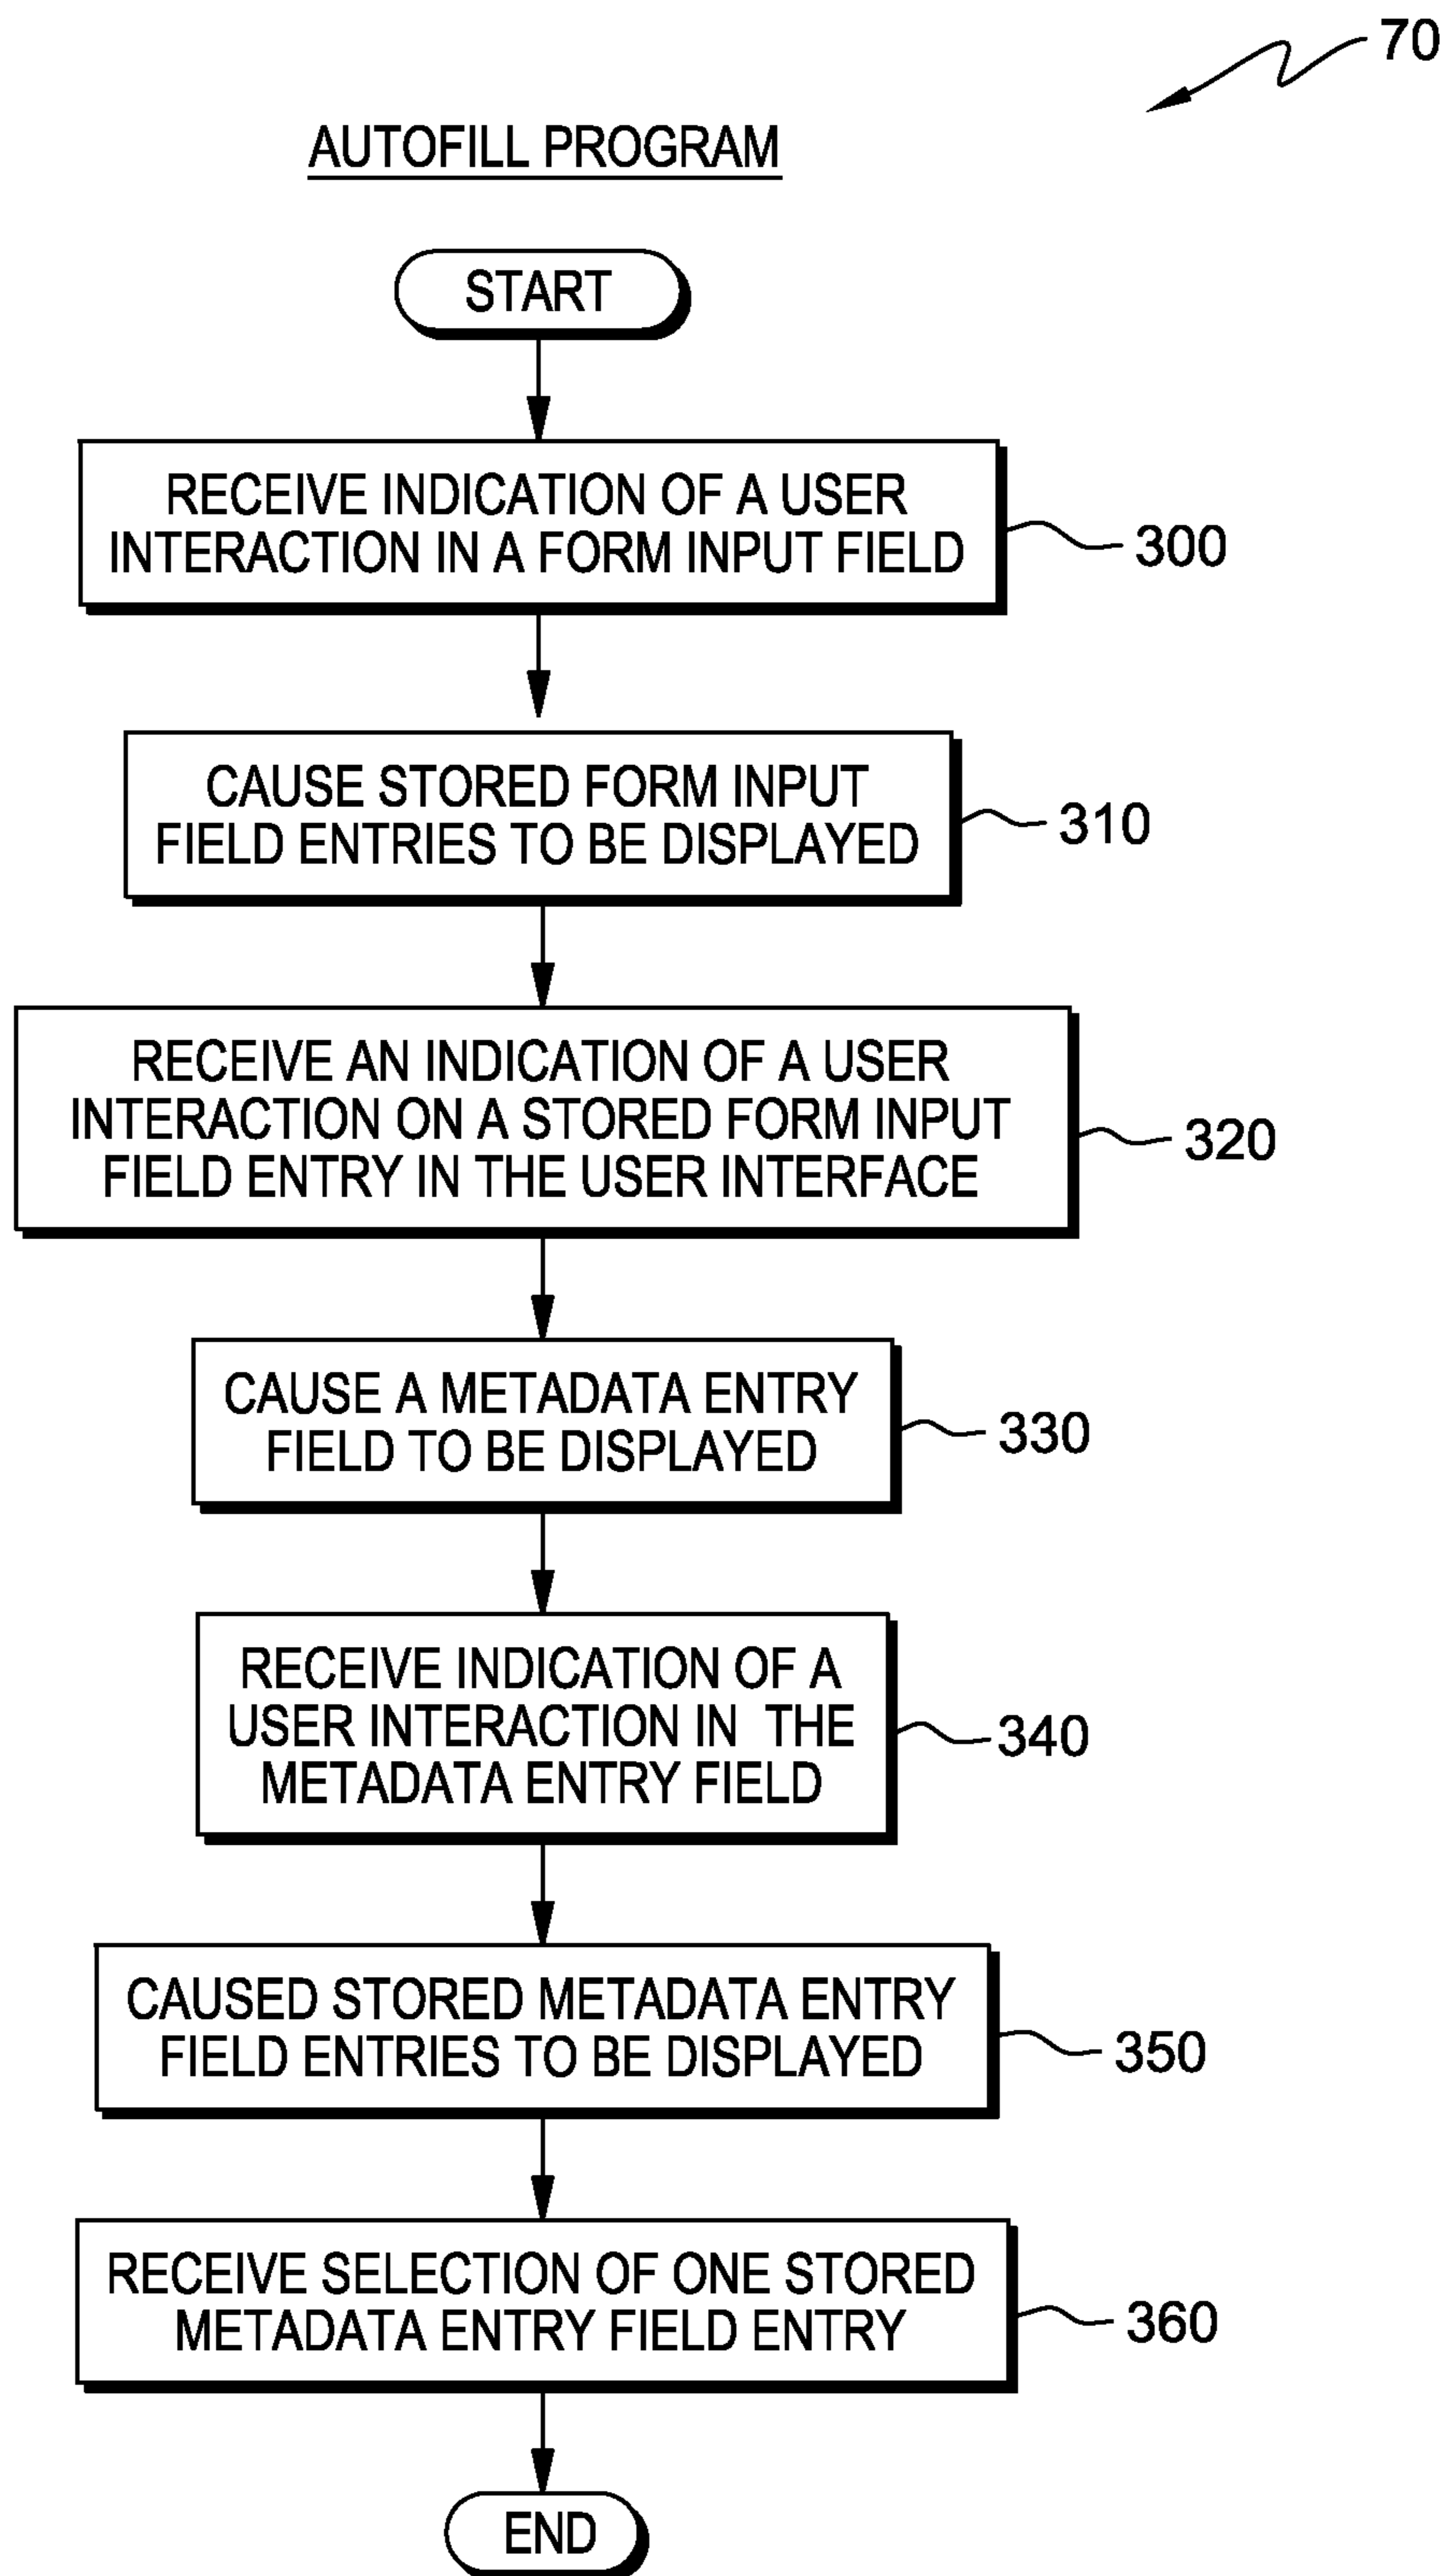 70
AUTOFILL PROGRAM
START
RECEIVE INDICATION OF A USER
INTERACTION IN A FORM INPUT FIELD
300
CAUSE STORED FORM INPUT
FIELD ENTRIES TO BE DISPLAYED
310
RECEIVE AN INDICATION OF A USER
INTERACTION ON A STORED FORM INPUT
FIELD ENTRY IN THE USER INTERFACE
320
CAUSE A METADATA ENTRY
FIELD TO BE DISPLAYED
330
RECEIVE INDICATION OF A
USER INTERACTION IN THE
METADATA ENTRY FIELD
340
CAUSED STORED METADATA ENTRY
FIELD ENTRIES TO BE DISPLAYED
350
RECEIVE SELECTION OF ONE STORED
METADATA ENTRY FIELD ENTRY
360
END